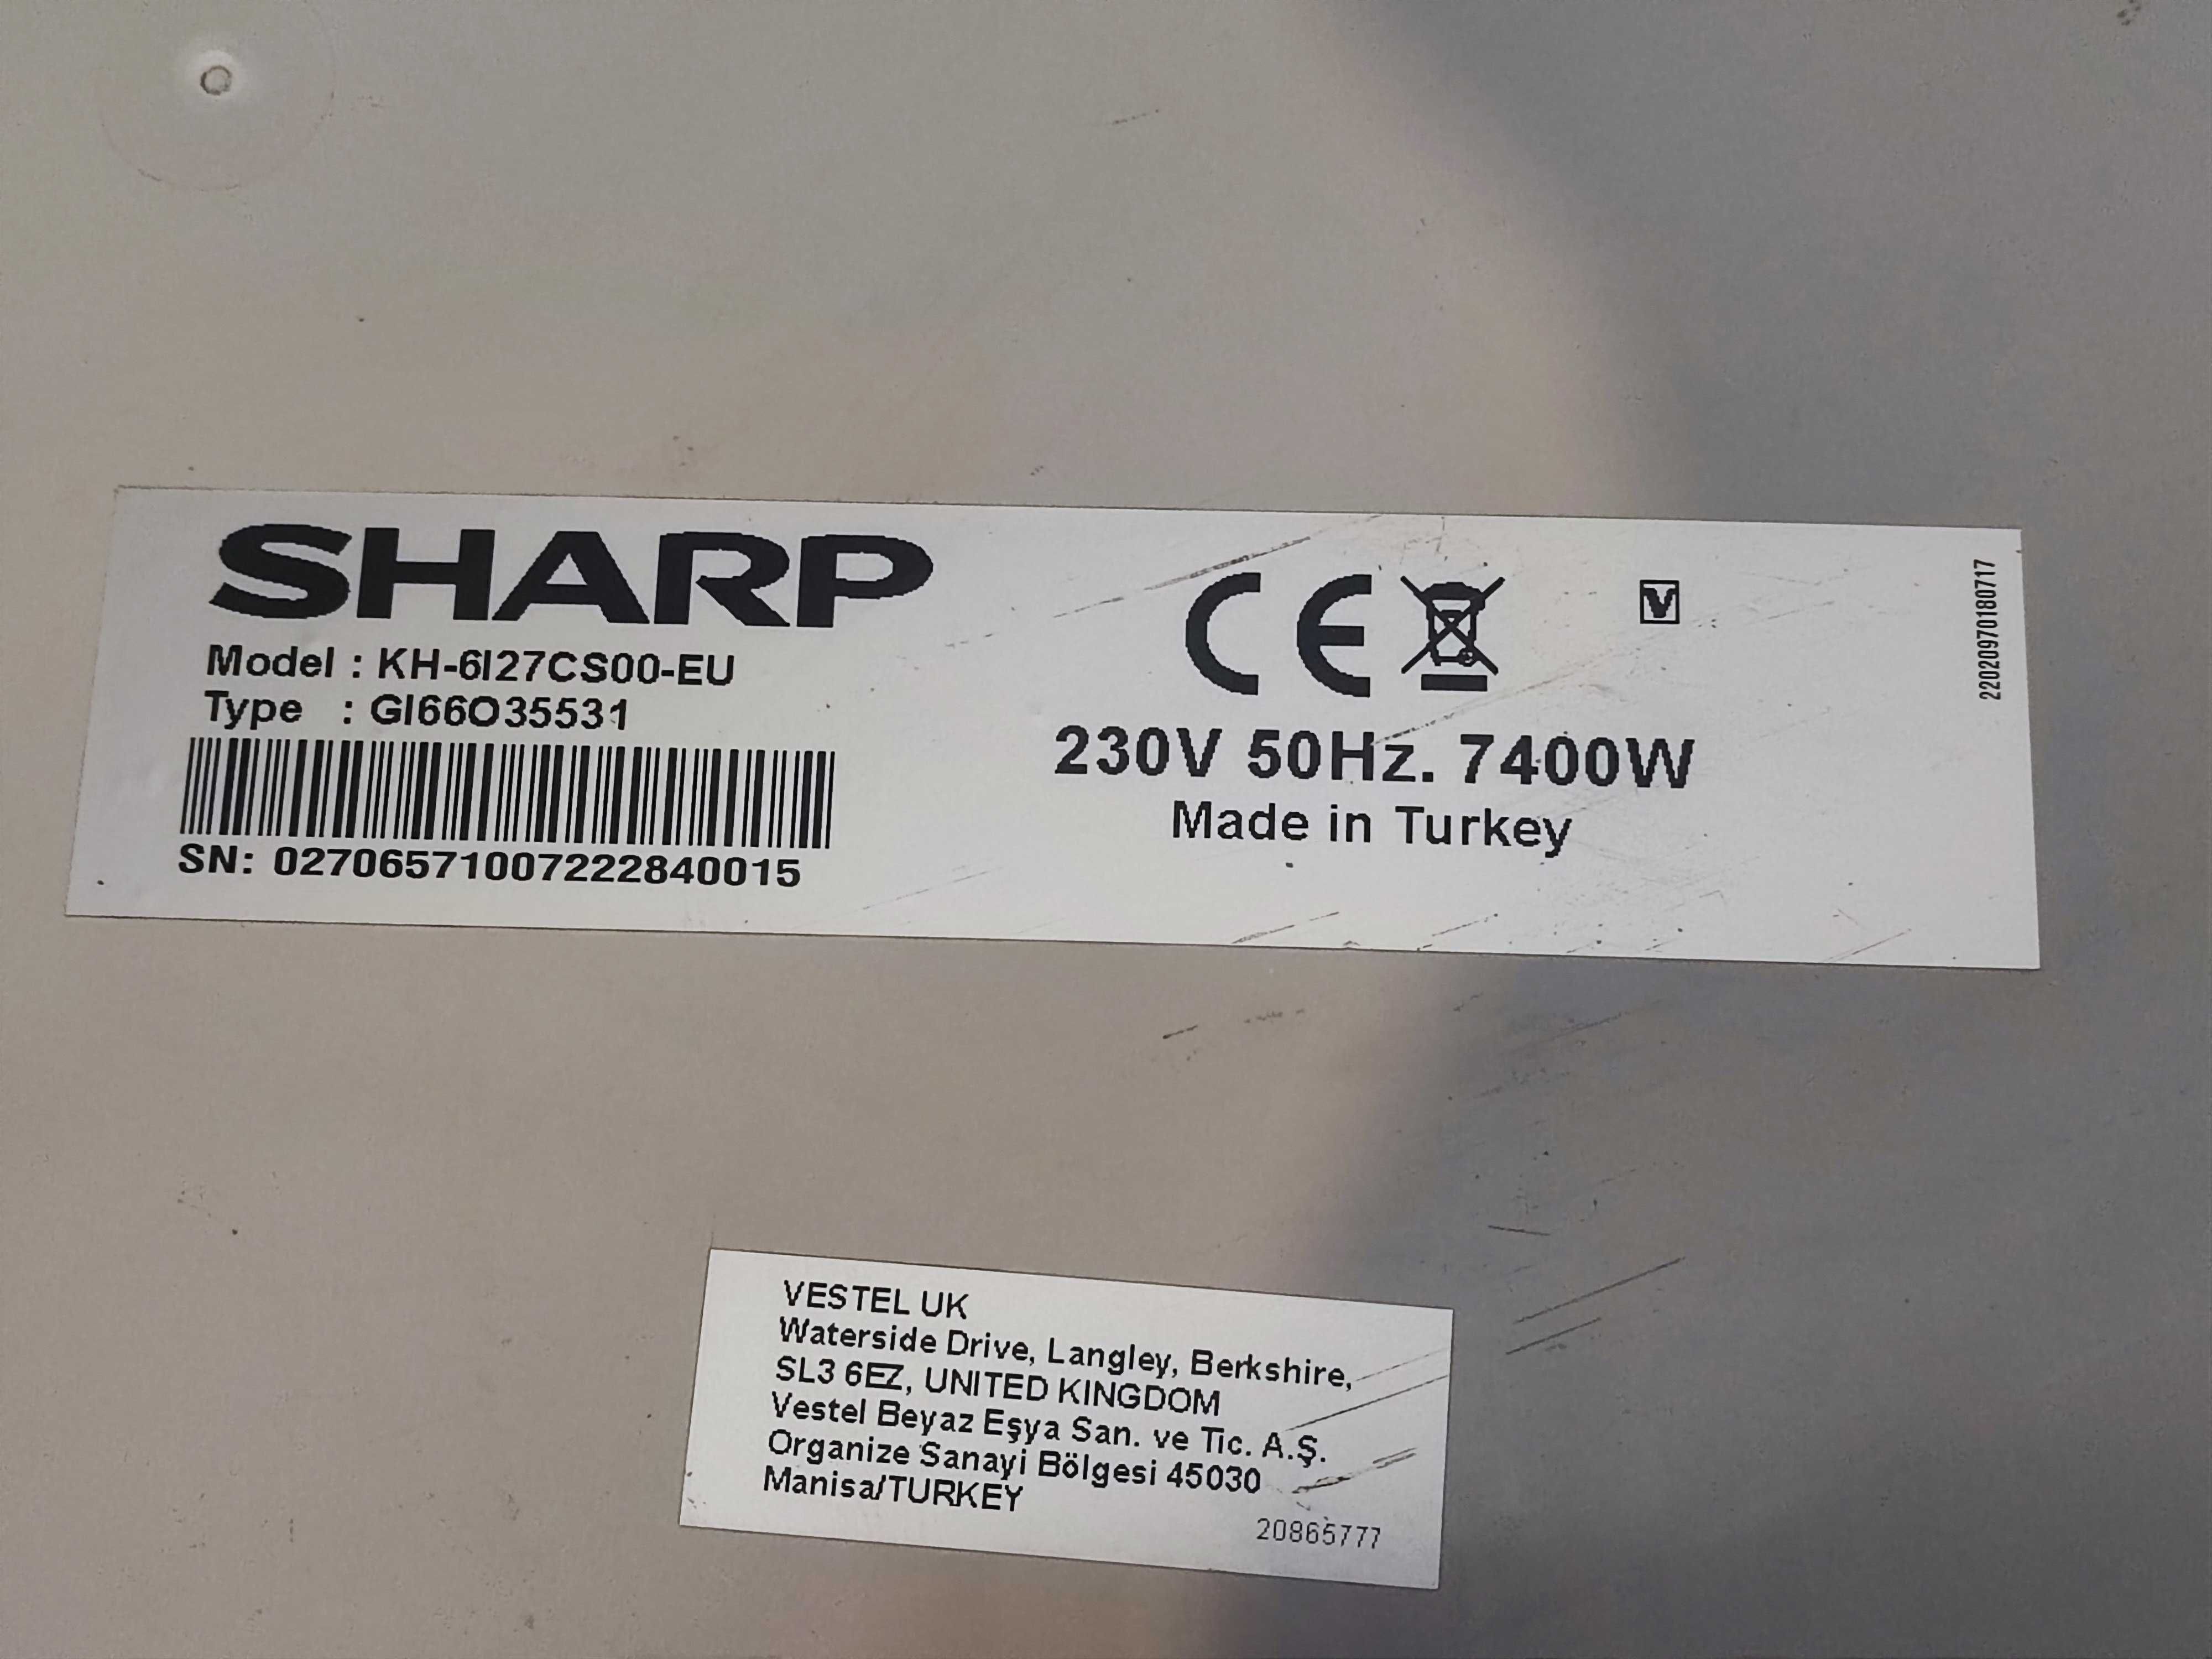 SHARP
Model : KH-6I27CS00-EU
Type : GI66O35531
SN: 027065710072222840015
CE
V
230V 50Hz. 7400W
Made in Turkey
22020970180717
VESTEL UK
Waterside Drive, Langley, Berkshire,
SL3 6EZ, UNITED KINGDOM
Vestel Beyaz Eşya San. ve Tic. A.Ş.
Organize Sanayi Bölgesi 45030
Manisa/TURKEY
20865777